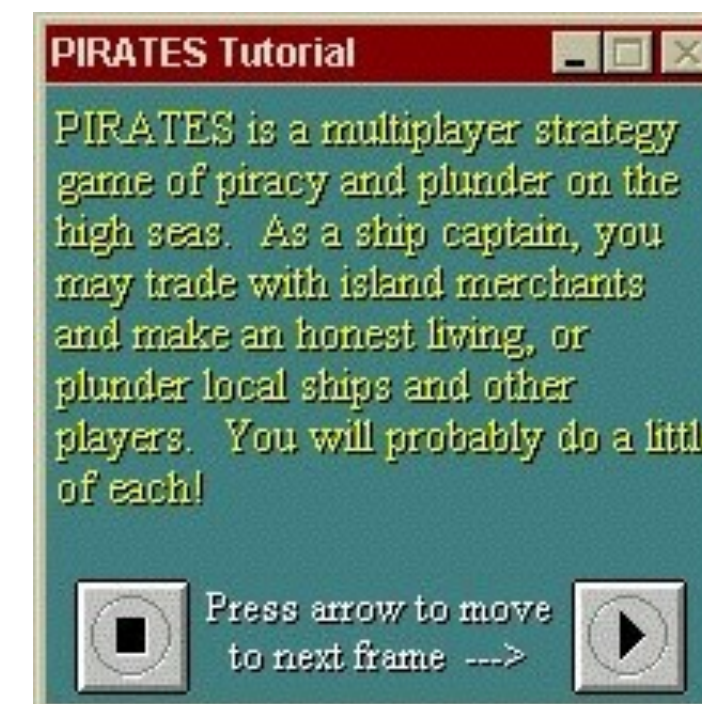 PIRATES Tutorial
PIRATES is a multiplayer strategy
game of piracy and plunder on the
high seas.  As a ship captain, you
may trade with island merchants
and make an honest living, or
plunder local ships and other
players.  You will probably do a littl
of each!
Press arrow to move
to next frame --->